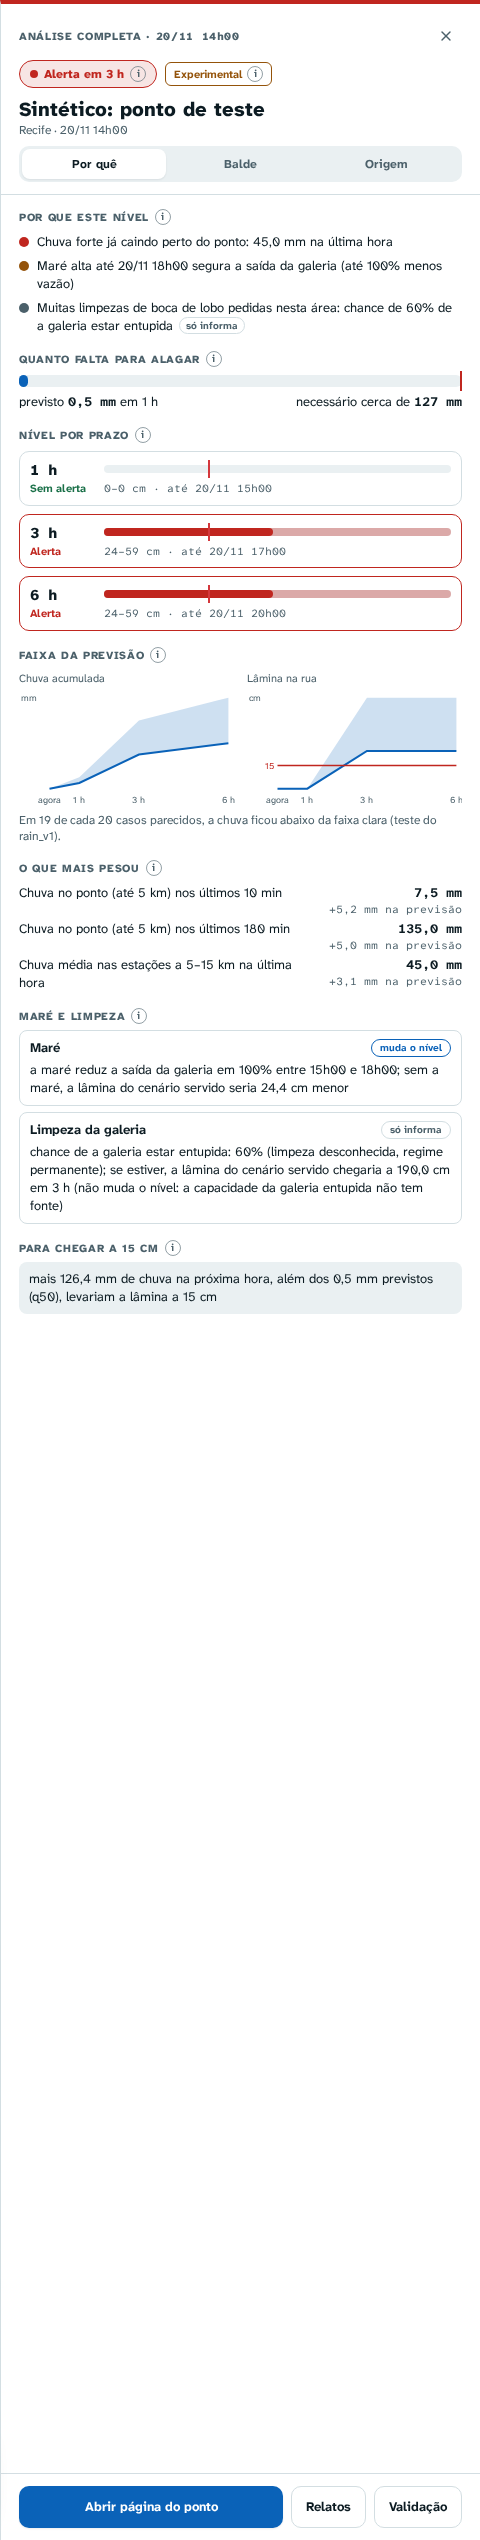 ANÁLISE COMPLETA · 20/11 14h00 ×
Alerta em 3 h i Experimental i
Sintético: ponto de teste
Recife · 20/11 14h00
Por quê Balde Origem
POR QUE ESTE NÍVEL i
Chuva forte já caindo perto do ponto: 45,0 mm na última hora
Maré alta até 20/11 18h00 segura a saída da galeria (até 100% menos
vazão)
Muitas limpezas de boca de lobo pedidas nesta área: chance de 60% de
a galeria estar entupida só informa
QUANTO FALTA PARA ALAGAR i
previsto 0,5 mm em 1 h necessário cerca de 127 mm
NÍVEL POR PRAZO i
1 h
Sem alerta 0–0 cm · até 20/11 15h00
3 h
Alerta 24–59 cm · até 20/11 17h00
6 h
Alerta 24–59 cm · até 20/11 20h00
FAIXA DA PREVISÃO i
Chuva acumulada Lâmina na rua
mm cm
15
agora 1 h 3 h 6 h agora 1 h 3 h 6 h
Em 19 de cada 20 casos parecidos, a chuva ficou abaixo da faixa clara (teste do
rain_v1).
O QUE MAIS PESOU i
Chuva no ponto (até 5 km) nos últimos 10 min 7,5 mm
+5,2 mm na previsão
Chuva no ponto (até 5 km) nos últimos 180 min 135,0 mm
+5,0 mm na previsão
Chuva média nas estações a 5–15 km na última 45,0 mm
hora +3,1 mm na previsão
MARÉ E LIMPEZA i
Maré muda o nível
a maré reduz a saída da galeria em 100% entre 15h00 e 18h00; sem a
maré, a lâmina do cenário servido seria 24,4 cm menor
Limpeza da galeria só informa
chance de a galeria estar entupida: 60% (limpeza desconhecida, regime
permanente); se estiver, a lâmina do cenário servido chegaria a 190,0 cm
em 3 h (não muda o nível: a capacidade da galeria entupida não tem
fonte)
PARA CHEGAR A 15 CM i
mais 126,4 mm de chuva na próxima hora, além dos 0,5 mm previstos
(q50), levariam a lâmina a 15 cm
Abrir página do ponto Relatos Validação